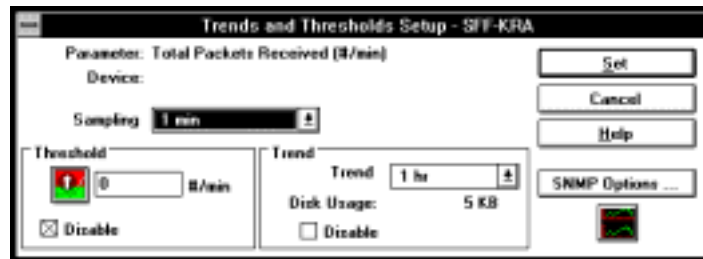 Trends and Thresholds Setup - SFF-KRA
Parameter: Total Packets Received (#/min)
Device:
Sampling 1 min
Set
Cancel
Help
SNMP Options ...
Threshold
0 #/min
Disable
Trend
Trend 1 hr
Disk Usage: 5 KB
Disable